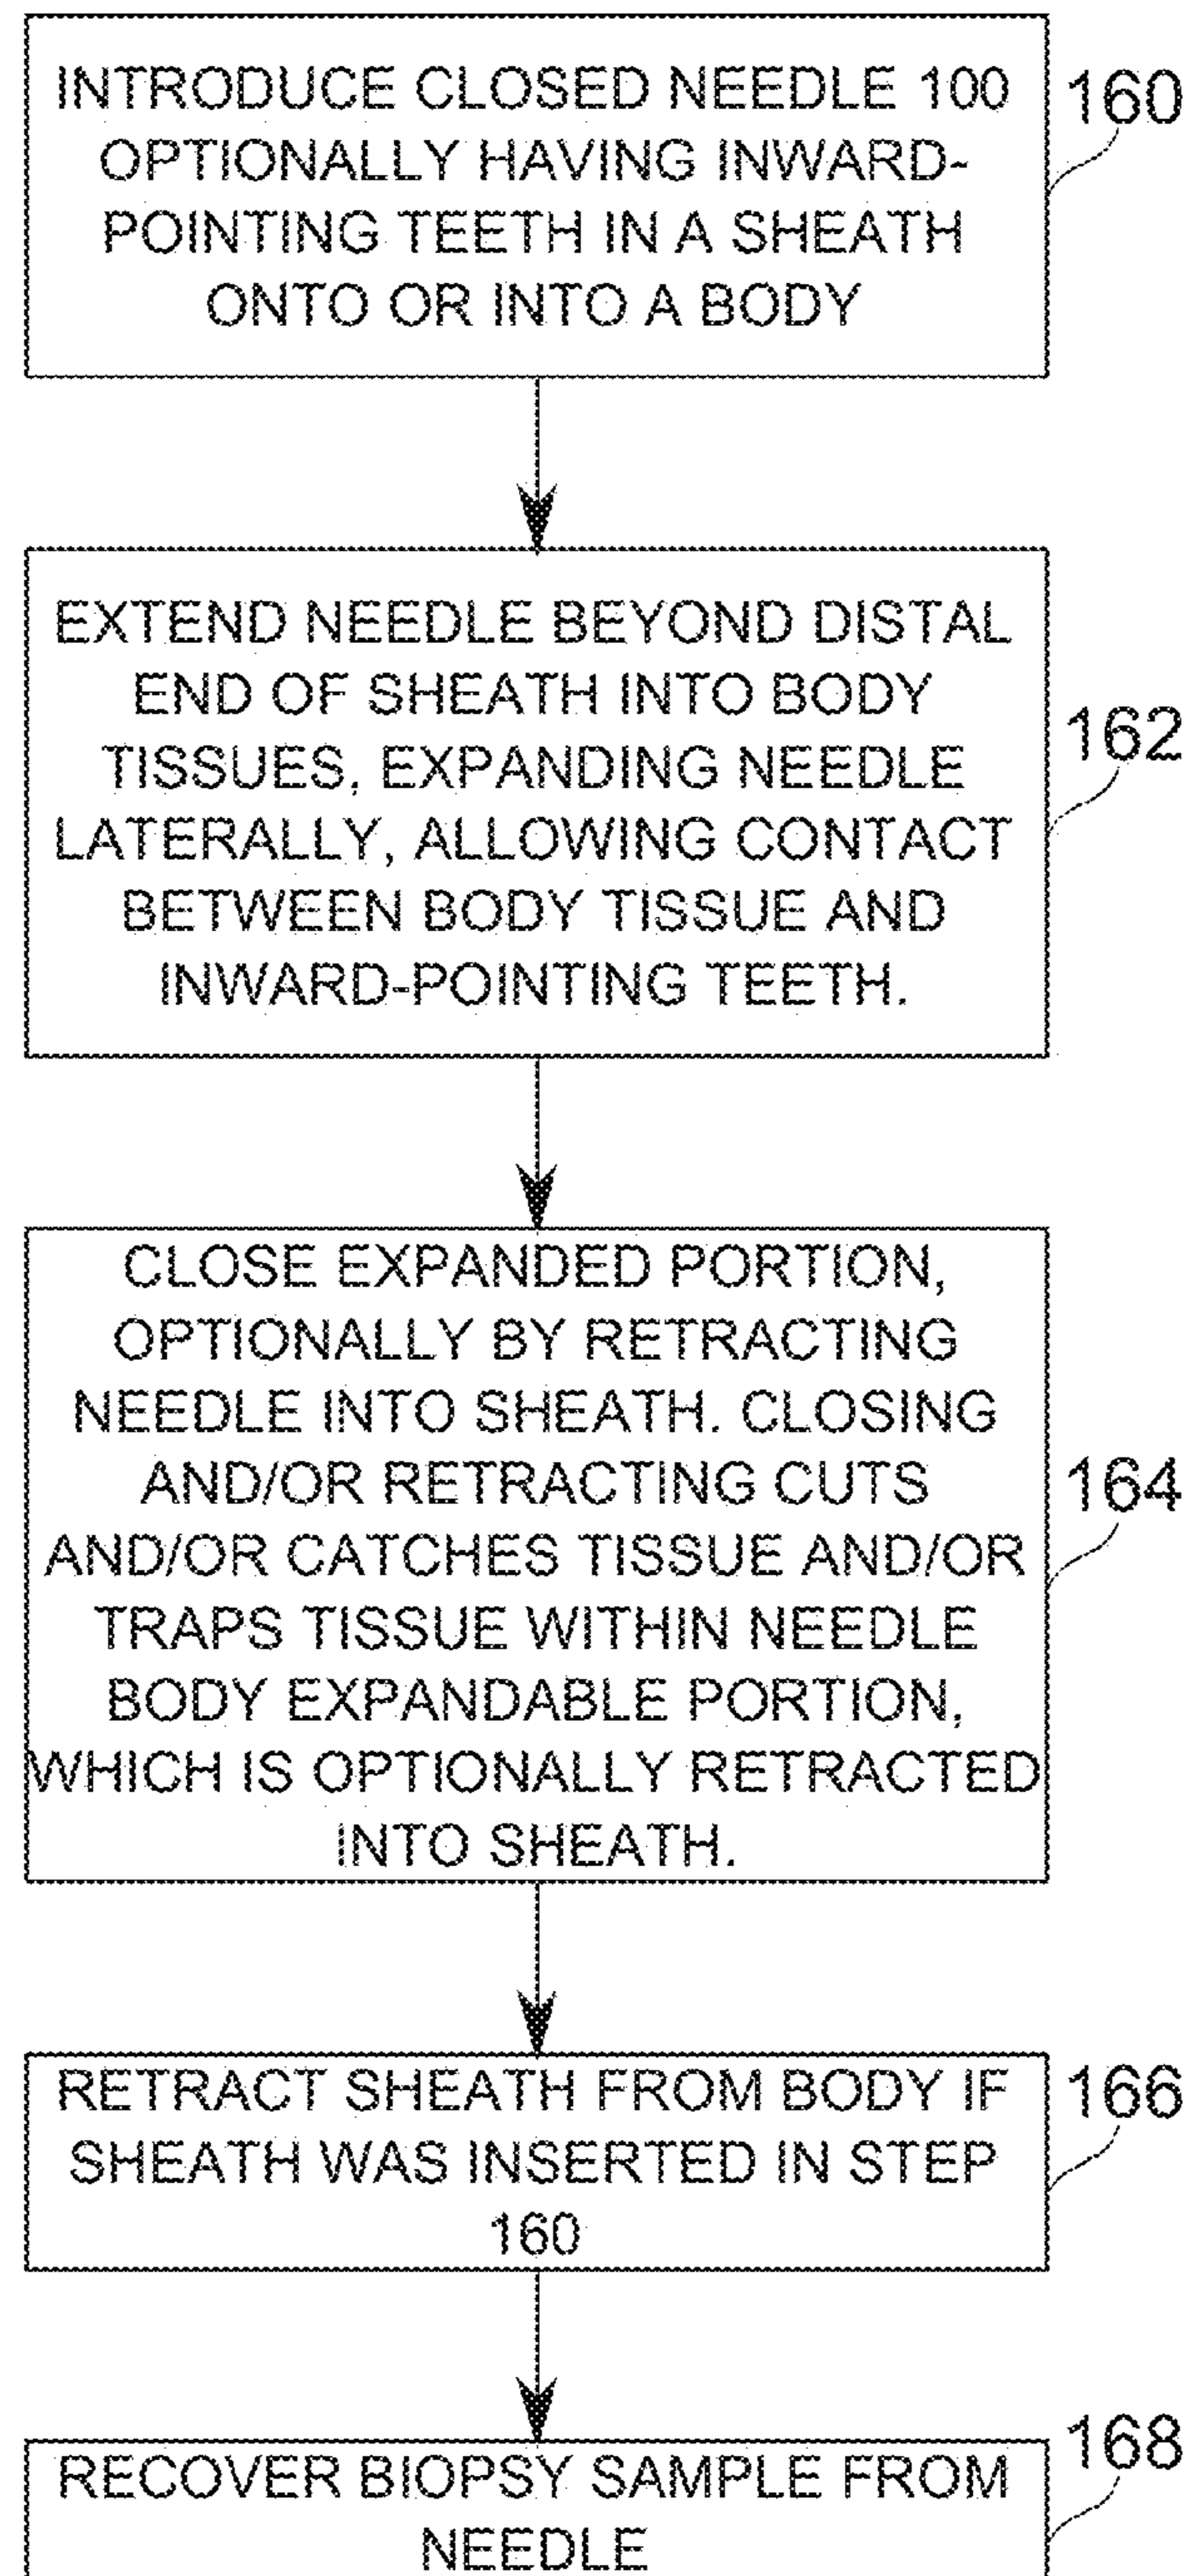 INTRODUCE CLOSED NEEDLE 100
OPTIONALLY HAVING INWARD-
POINTING TEETH IN A SHEATH
ONTO OR INTO A BODY
160
EXTEND NEEDLE BEYOND DISTAL
END OF SHEATH INTO BODY
TISSUES, EXPANDING NEEDLE
LATERALLY, ALLOWING CONTACT
BETWEEN BODY TISSUE AND
INWARD-POINTING TEETH.
162
CLOSE EXPANDED PORTION,
OPTIONALLY BY RETRACTING
NEEDLE INTO SHEATH. CLOSING
AND/OR RETRACTING CUTS
AND/OR CATCHES TISSUE AND/OR
TRAPS TISSUE WITHIN NEEDLE
BODY EXPANDABLE PORTION,
WHICH IS OPTIONALLY RETRACTED
INTO SHEATH.
164
RETRACT SHEATH FROM BODY IF
SHEATH WAS INSERTED IN STEP
160
166
RECOVER BIOPSY SAMPLE FROM
NEEDLE
168